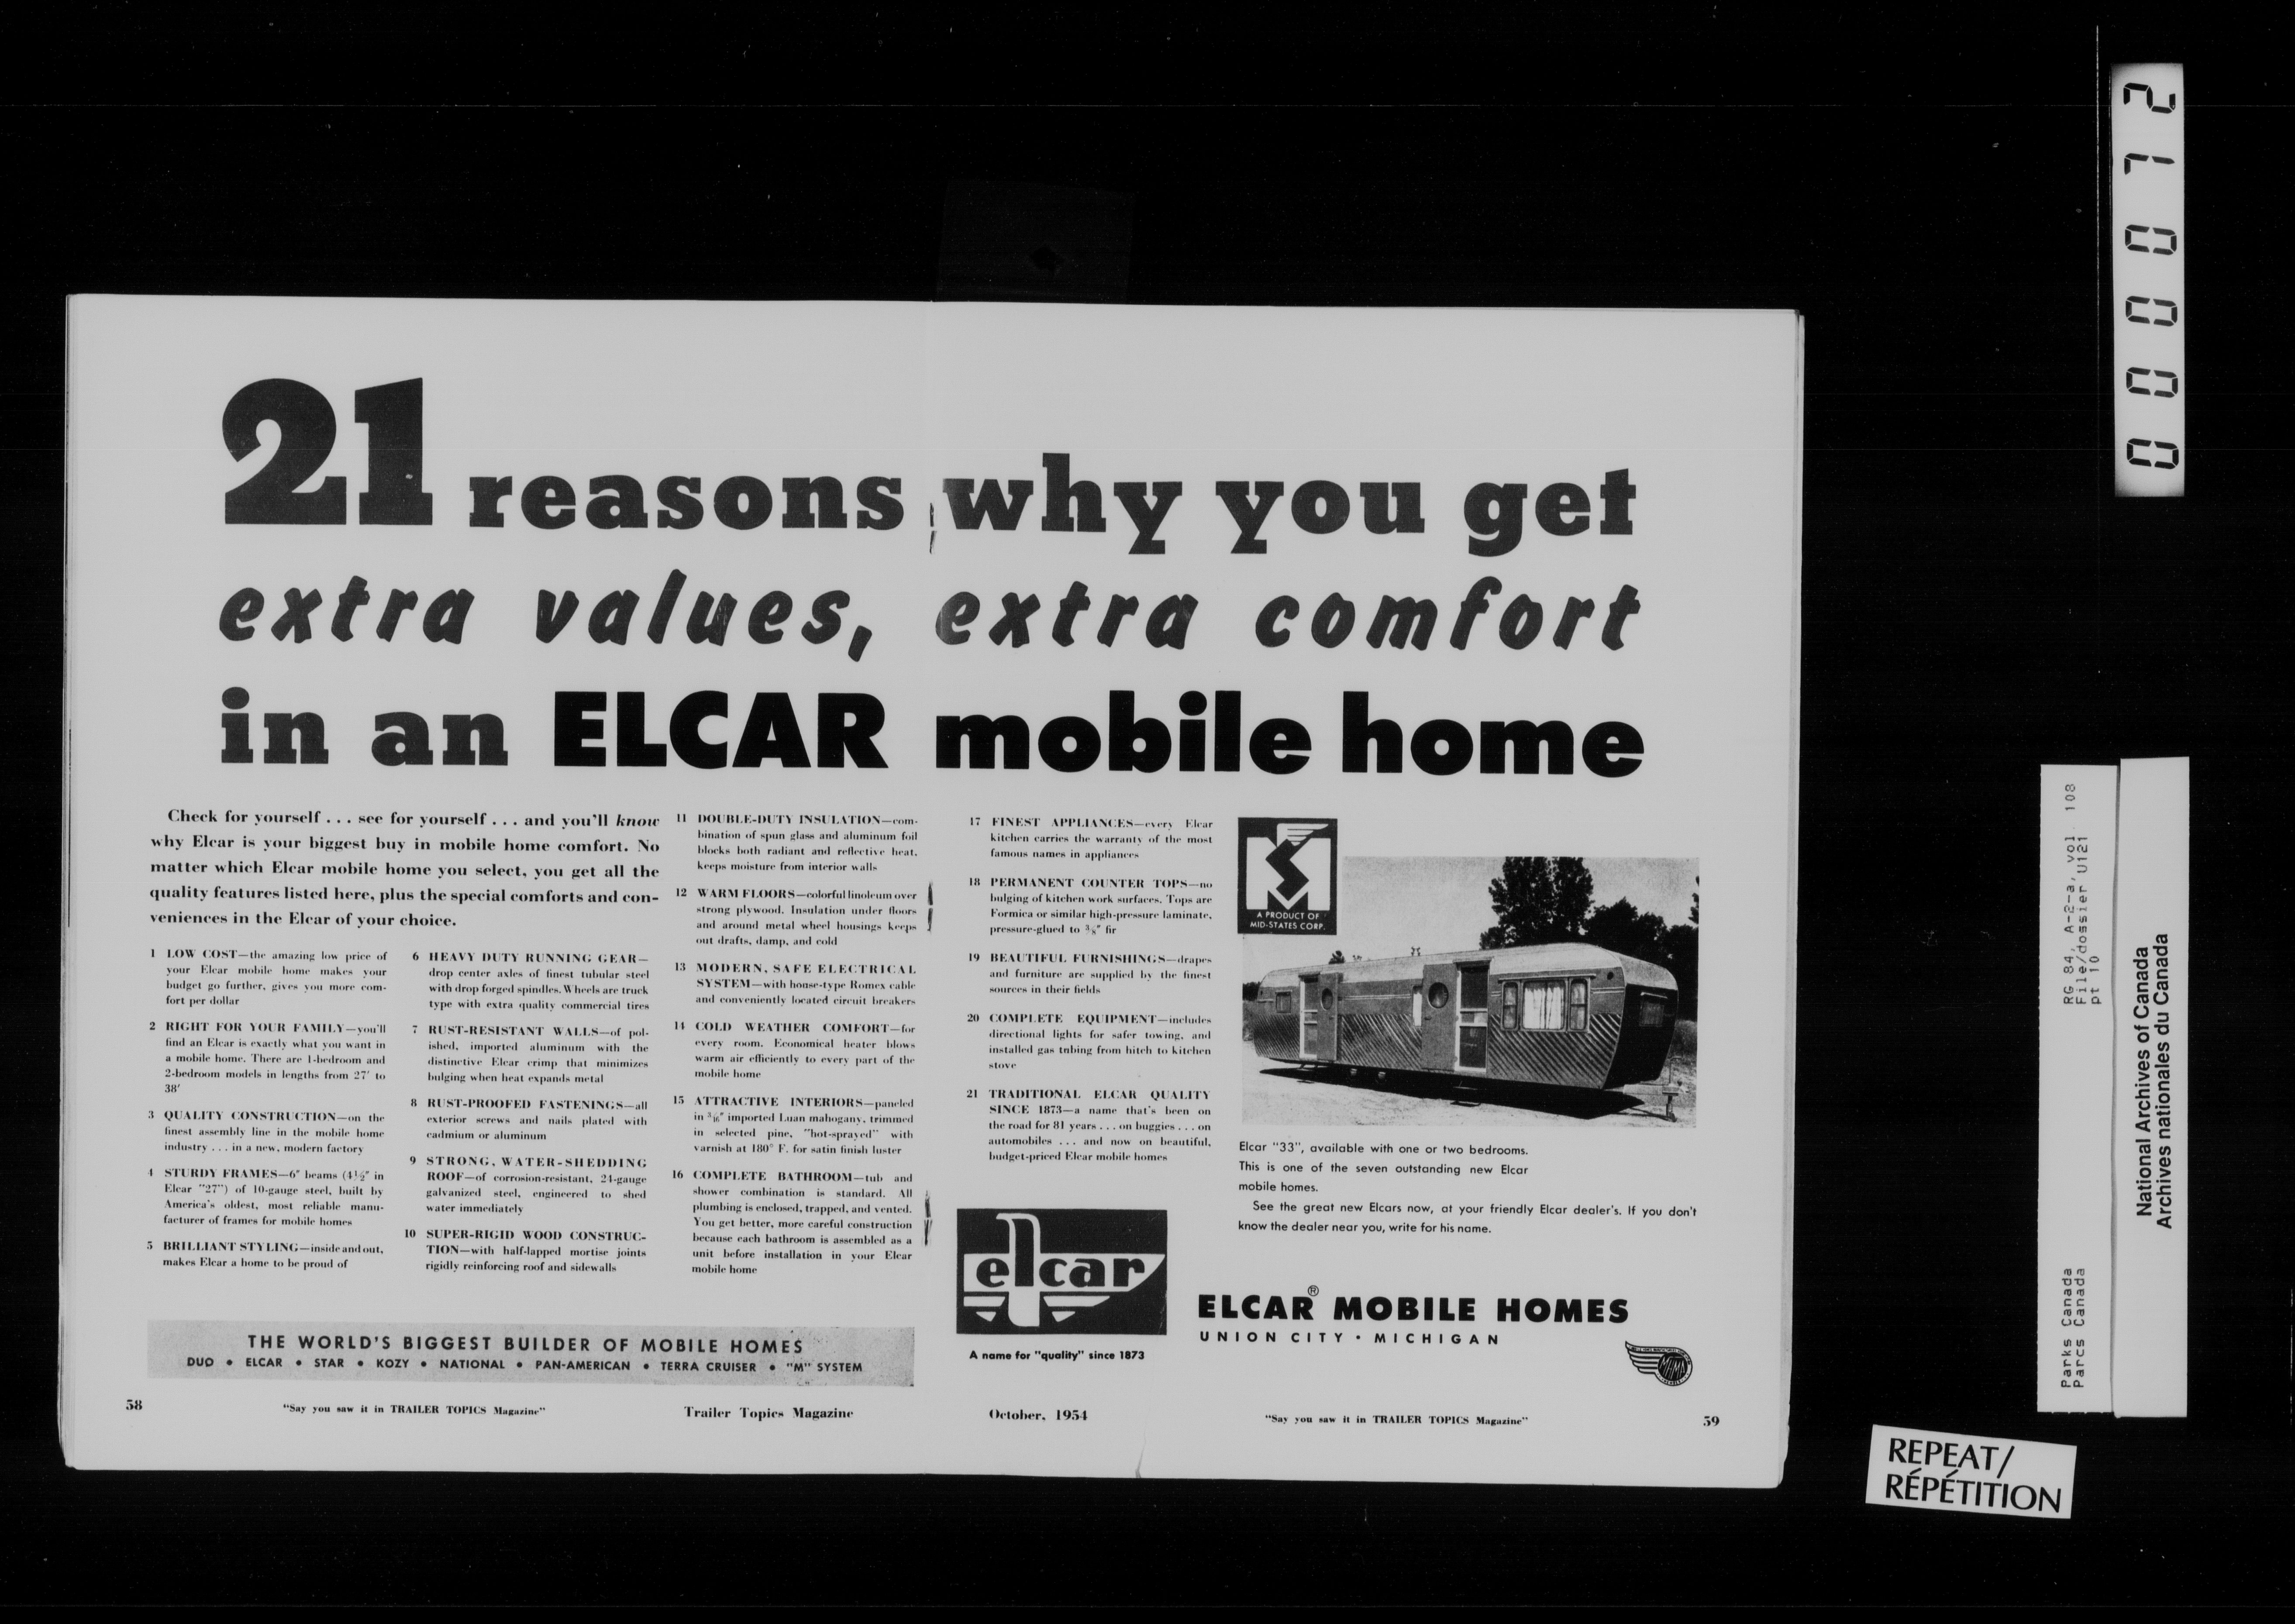 21 reasons why you get
extra values, extra comfort
in an ELCAR mobile home
Check for yourself . . . see for yourself . . . and you'll know
why Elcar is your biggest buy in mobile home comfort. No
matter which Elcar mobile home you select, you get all the
quality features listed here, plus the special comforts and con-
veniences in the Elcar of your choice.
1 LOW COST—the amazing low price of
your Elcar mobile home makes your
budget go further, gives you more com-
fort per dollar
2 RIGHT FOR YOUR FAMILY—you'll
find an Elcar is exactly what you want in
a mobile home. There are 1-bedroom and
2-bedroom models in lengths from 27' to
38'
3 QUALITY CONSTRUCTION—on the
finest assembly line in the mobile home
industry . . . in a new, modern factory
4 STURDY FRAMES—6" beams (4½" in
Elcar "27") of 10-gauge steel, built by
America's oldest, most reliable manu-
facturer of frames for mobile homes
5 BRILLIANT STYLING—inside and out,
makes Elcar a home to be proud of
6 HEAVY DUTY RUNNING GEAR—
drop center axles of finest tubular steel
with drop forged spindles. Wheels are truck
type with extra quality commercial tires
7 RUST-RESISTANT WALLS—of pol-
ished, imported aluminum with the
distinctive Elcar crimp that minimizes
bulging when heat expands metal
8 RUST-PROOFED FASTENINGS—all
exterior screws and nails plated with
cadmium or aluminum
9 STRONG, WATER-SHEDDING
ROOF—of corrosion-resistant, 24-gauge
galvanized steel, engineered to shed
water immediately
10 SUPER-RIGID WOOD CONSTRUC-
TION—with half-lapped mortise joints
rigidly reinforcing roof and sidewalls
11 DOUBLE-DUTY INSULATION—com-
bination of spun glass and aluminum foil
blocks both radiant and reflective heat,
keeps moisture from interior walls
12 WARM FLOORS—colorful linoleum over
strong plywood. Insulation under floors
and around metal wheel housings keeps
out drafts, damp, and cold
13 MODERN, SAFE ELECTRICAL
SYSTEM—with house-type Romex cable
and conveniently located circuit breakers
14 COLD WEATHER COMFORT—for
every room. Economical heater blows
warm air efficiently to every part of the
mobile home
15 ATTRACTIVE INTERIORS—paneled
in 3/16" imported Luan mahogany, trimmed
in selected pine, "hot-sprayed" with
varnish at 180° F. for satin finish luster
16 COMPLETE BATHROOM—tub and
shower combination is standard. All
plumbing is enclosed, trapped, and vented.
You get better, more careful construction
because each bathroom is assembled as a
unit before installation in your Elcar
mobile home
THE WORLD'S BIGGEST BUILDER OF MOBILE HOMES
DUO • ELCAR • STAR • KOZY • NATIONAL • PAN-AMERICAN • TERRA CRUISER • "M" SYSTEM
58 "Say you saw it in TRAILER TOPICS Magazine" Trailer Topics Magazine
17 FINEST APPLIANCES—every Elcar
kitchen carries the warranty of the most
famous names in appliances
18 PERMANENT COUNTER TOPS—no
bulging of kitchen work surfaces. Tops are
Formica or similar high-pressure laminate,
pressure-glued to ¾" fir
19 BEAUTIFUL FURNISHINGS—drapes
and furniture are supplied by the finest
sources in their fields
20 COMPLETE EQUIPMENT—includes
directional lights for safer towing, and
installed gas tubing from hitch to kitchen
stove
21 TRADITIONAL ELCAR QUALITY
SINCE 1873—a name that's been on
the road for 81 years . . . on buggies . . . on
automobiles . . . and now on beautiful,
budget-priced Elcar mobile homes
A PRODUCT OF
MID-STATES CORP.
Elcar "33", available with one or two bedrooms.
This is one of the seven outstanding new Elcar
mobile homes.
See the great new Elcars now, at your friendly Elcar dealer's. If you don't
know the dealer near you, write for his name.
elcar
A name for "quality" since 1873
ELCAR® MOBILE HOMES
UNION CITY • MICHIGAN
MHMA
October, 1954 "Say you saw it in TRAILER TOPICS Magazine" 59
000071 2
RG 84, A-2-a, vol. 108
File/dossier U121
pt 10
Parks Canada
Parcs Canada
National Archives of Canada
Archives nationales du Canada
REPEAT/
RÉPÉTITION